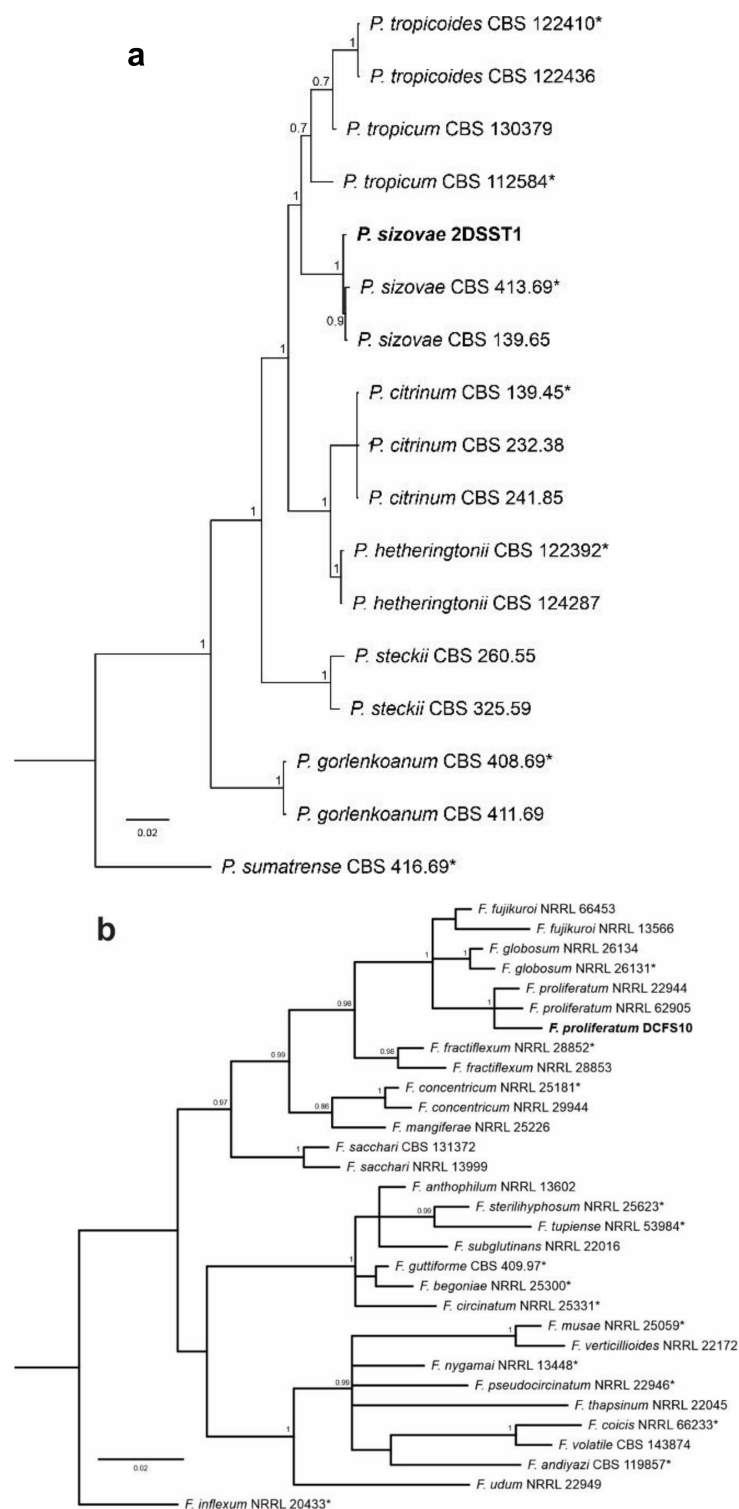 a
P. tropicoides CBS 122410*
1
P. tropicoides CBS 122436
0.7
P. tropicum CBS 130379
0.7
P. tropicum CBS 112584*
1
P. sizovae 2DSST1
1
P. sizovae CBS 413.69*
0.9
P. sizovae CBS 139.65
1
P. citrinum CBS 139.45*
1
P. citrinum CBS 232.38
P. citrinum CBS 241.85
1
1
P. hetheringtonii CBS 122392*
1
P. hetheringtonii CBS 124287
1
P. steckii CBS 260.55
1
P. steckii CBS 325.59
P. gorlenkoanum CBS 408.69*
1
P. gorlenkoanum CBS 411.69
0.02
P. sumatrense CBS 416.69*
b
F. fujikuroi NRRL 66453
F. fujikuroi NRRL 13566
F. globosum NRRL 26134
1
1
F. globosum NRRL 26131*
F. proliferatum NRRL 22944
0.98
1
F. proliferatum NRRL 62905
F. proliferatum DCFS10
F. fractiflexum NRRL 28852*
0.98
0.99
F. fractiflexum NRRL 28853
F. concentricum NRRL 25181*
1
0.97
F. concentricum NRRL 29944
0.86
F. mangiferae NRRL 25226
F. sacchari CBS 131372
1
F. sacchari NRRL 13999
F. anthophilum NRRL 13602
F. sterilihyphosum NRRL 25623*
0.99
F. tupiense NRRL 53984*
F. subglutinans NRRL 22016
1
F. guttiforme CBS 409.97*
F. begoniae NRRL 25300*
F. circinatum NRRL 25331*
F. musae NRRL 25059*
1
F. verticillioides NRRL 22172
F. nygamai NRRL 13448*
0.99
F. pseudocircinatum NRRL 22946*
F. thapsinum NRRL 22045
F. coicis NRRL 66233*
1
1
F. volatile CBS 143874
F. andiyazi CBS 119857*
0.02
F. udum NRRL 22949
F. inflexum NRRL 20433*